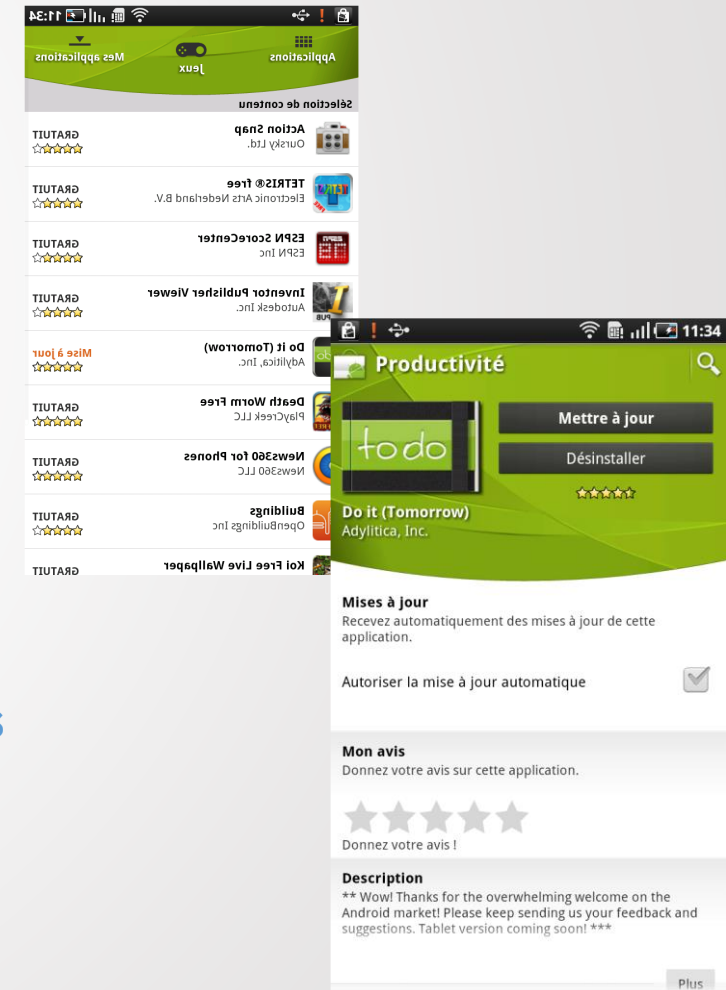 11:34
Applications
Jeux
Mes applications
Sélection de contenu
Action Snap
Oursky Ltd.
GRATUIT
TETRIS® free
Electronic Arts Nederland B.V.
GRATUIT
ESPN ScoreCenter
ESPN Inc
GRATUIT
Inventor Publisher Viewer
Autodesk Inc.
GRATUIT
Do it (Tomorrow)
Adylitica, Inc.
Mise à jour
Death Worm Free
PlayCreek LLC
GRATUIT
News360 for Phones
News360 LLC
GRATUIT
Buildings
OpenBuildings Inc
GRATUIT
Koi Free Live Wallpaper
GRATUIT
s
11:34
Productivité
to do
Mettre à jour
Désinstaller
Do it (Tomorrow)
Adylitica, Inc.
Mises à jour
Recevez automatiquement des mises à jour de cette
application.
Autoriser la mise à jour automatique
Mon avis
Donnez votre avis sur cette application.
Donnez votre avis !
Description
** Wow! Thanks for the overwhelming welcome on the
Android market! Please keep sending us your feedback and
suggestions. Tablet version coming soon! ***
Plus